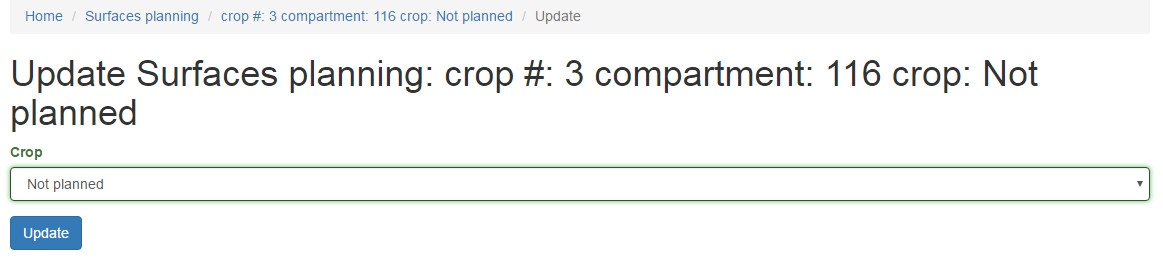 Home / Surfaces planning / crop #: 3 compartment: 116 crop: Not planned / Update
Update Surfaces planning: crop #: 3 compartment: 116 crop: Not
planned
Crop
Not planned
Update